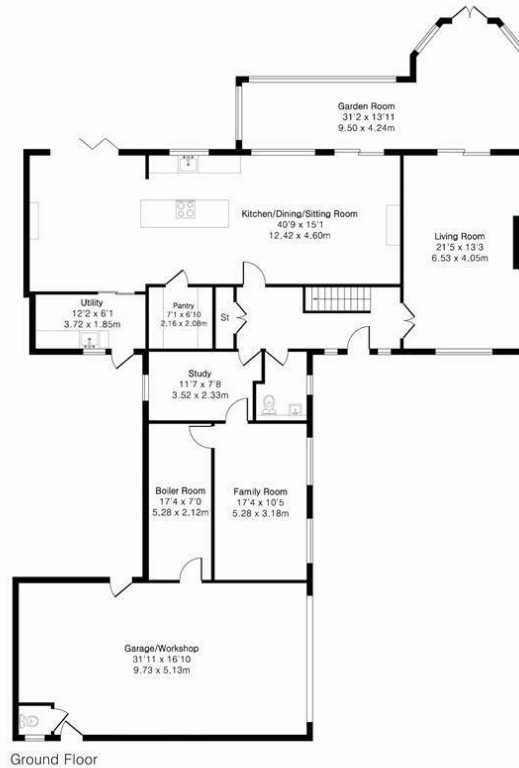 Garden Room
31'2 x 13'11
9.50 x 4.24m
Kitchen/Dining/Sitting Room
40'9 x 15'1
12.42 x 4.60m
Living Room
21'5 x 13'3
6.53 x 4.05m
Utility
12'2 x 6'1
3.72 x 1.85m
Pantry
7'1 x 6'10
2.16 x 2.08m
St
Study
11'7 x 7'8
3.52 x 2.33m
Boiler Room
17'4 x 7'0
5.28 x 2.12m
Family Room
17'4 x 10'5
5.28 x 3.18m
Garage/Workshop
31'11 x 16'10
9.73 x 5.13m
Ground Floor